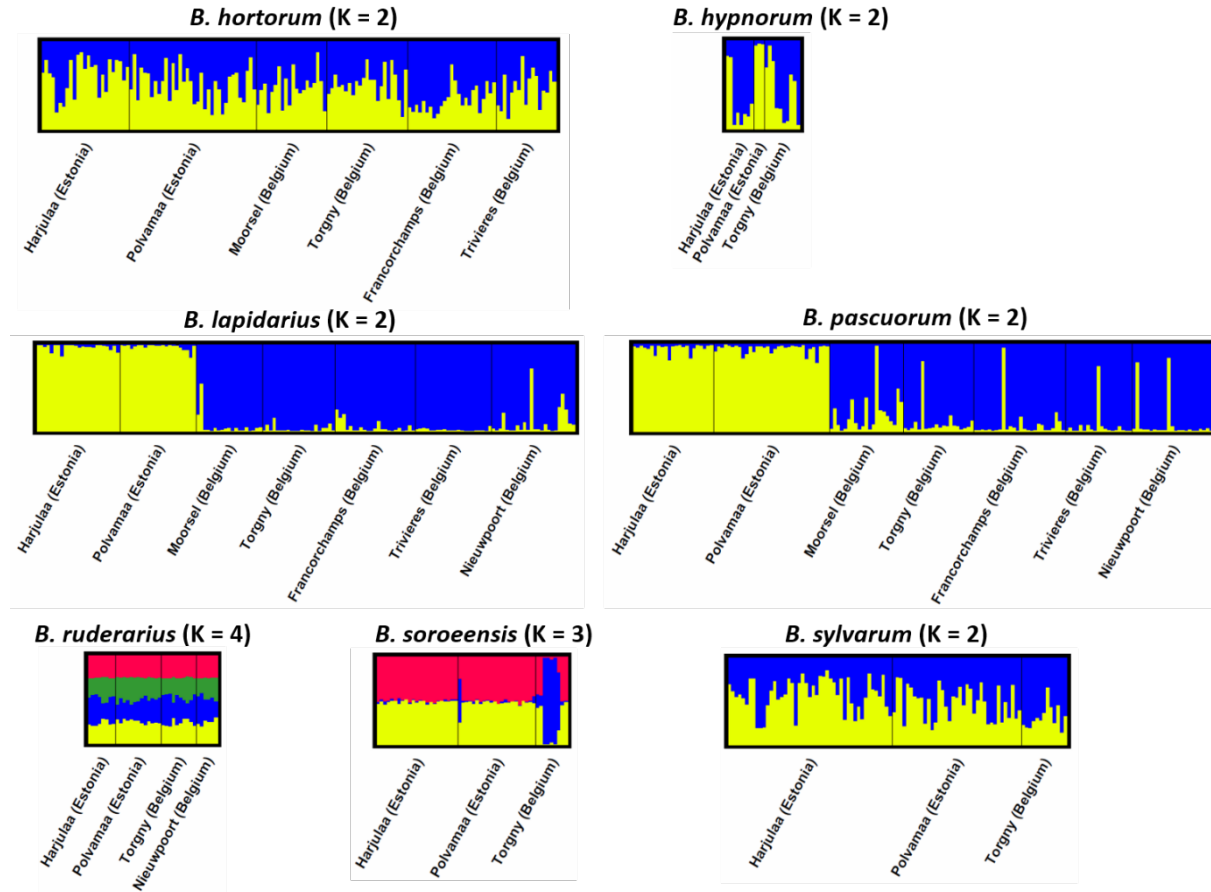 B. hortorum (K = 2)
Harjulaa (Estonia)
Polvamaa (Estonia)
Moorsel (Belgium)
Torgny (Belgium)
Francorchamps (Belgium)
Trivieres (Belgium)
B. hypnorum (K = 2)
Harjulaa (Estonia)
Polvamaa (Estonia)
Torgny (Belgium)
B. lapidarius (K = 2)
Harjulaa (Estonia)
Polvamaa (Estonia)
Moorsel (Belgium)
Torgny (Belgium)
Francorchamps (Belgium)
Trivieres (Belgium)
Nieuwpoort (Belgium)
B. pascuorum (K = 2)
Harjulaa (Estonia)
Polvamaa (Estonia)
Moorsel (Belgium)
Torgny (Belgium)
Francorchamps (Belgium)
Trivieres (Belgium)
Nieuwpoort (Belgium)
B. ruderarius (K = 4)
Harjulaa (Estonia)
Polvamaa (Estonia)
Torgny (Belgium)
Nieuwpoort (Belgium)
B. soroeensis (K = 3)
Harjulaa (Estonia)
Polvamaa (Estonia)
Torgny (Belgium)
B. sylvarum (K = 2)
Harjulaa (Estonia)
Polvamaa (Estonia)
Torgny (Belgium)